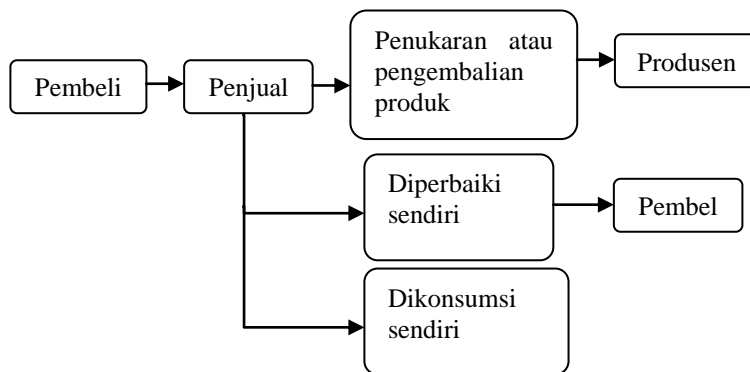 Pembeli
Penjual
Penukaran atau
pengembalian
produk
Produsen
Diperbaiki
sendiri
Pembel
Dikonsumsi
sendiri